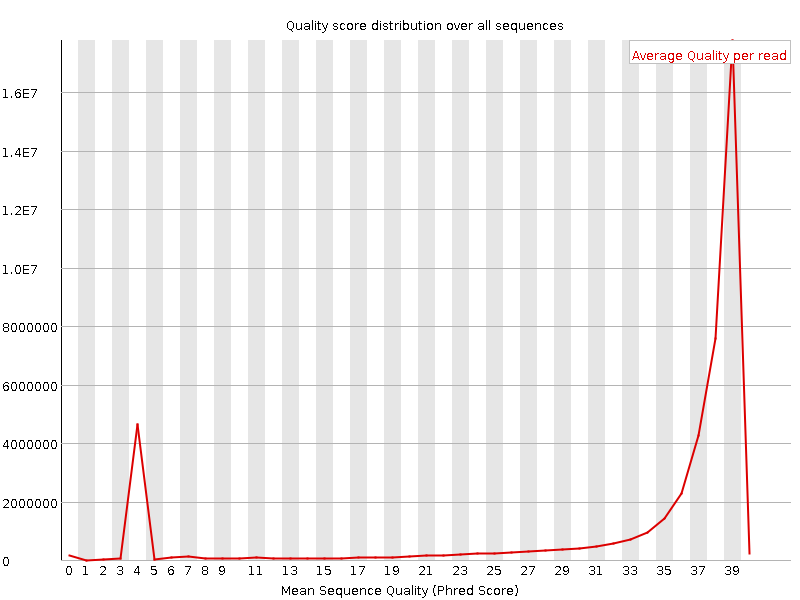 Quality score distribution over all sequences
Average Quality per read
1.6E7
1.4E7
1.2E7
1.0E7
8000000
6000000
4000000
2000000
0
0 1 2 3 4 5 6 7 8 9 11 13 15 17 19 21 23 25 27 29 31 33 35 37 39
Mean Sequence Quality (Phred Score)